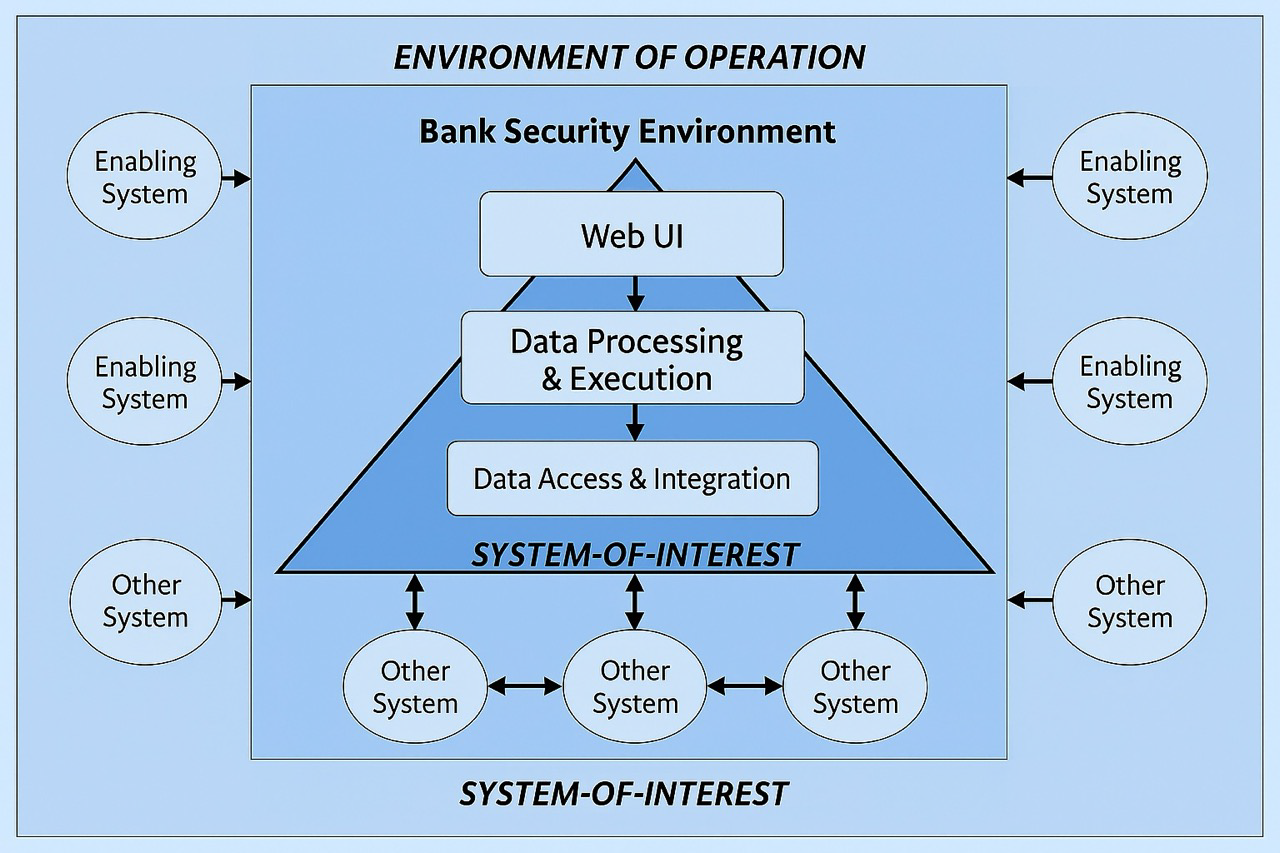 ENVIRONMENT OF OPERATION
Bank Security Environment
Enabling
System
Enabling
System
Web UI
Enabling
System
Data Processing
& Execution
Enabling
System
Data Access & Integration
SYSTEM-OF-INTEREST
Other
System
Other
System
Other
System
Other
System
Other
System
SYSTEM-OF-INTEREST